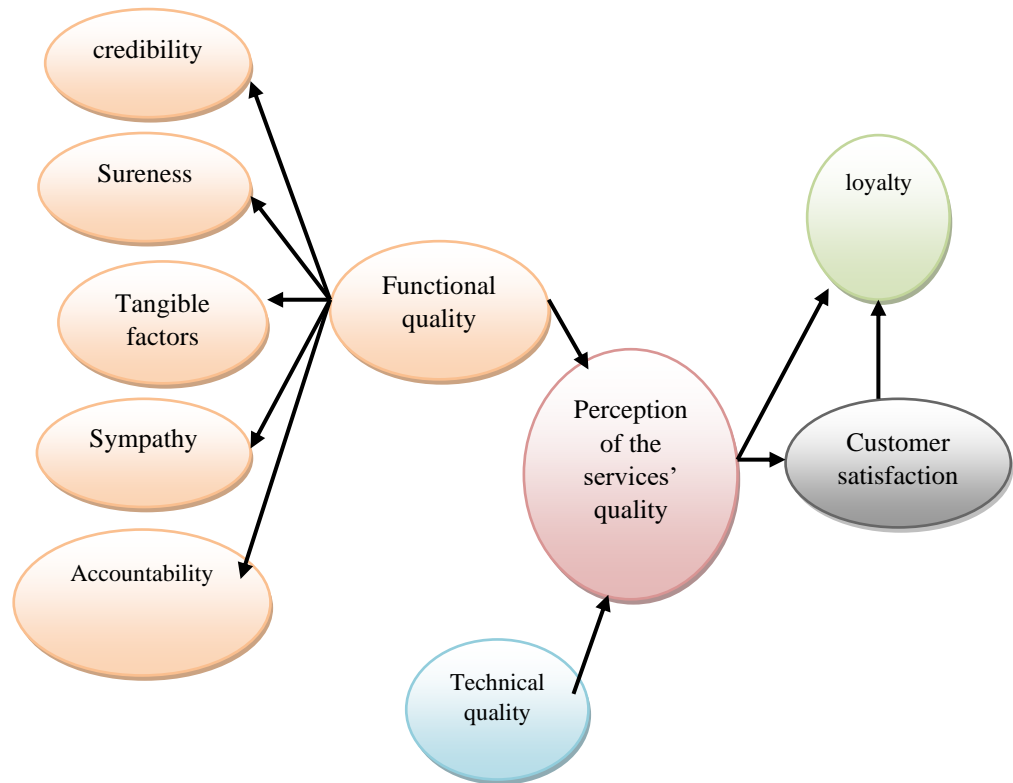 credibility
Sureness
Tangible
factors
Sympathy
Accountability
Functional
quality
Perception
of the
services’
quality
Technical
quality
loyalty
Customer
satisfaction